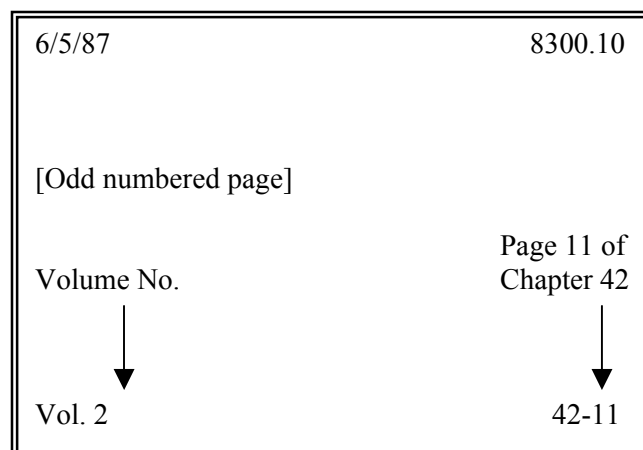 6/5/87 8300.10
[Odd numbered page]
Page 11 of
Volume No. Chapter 42
Vol. 2 42-11